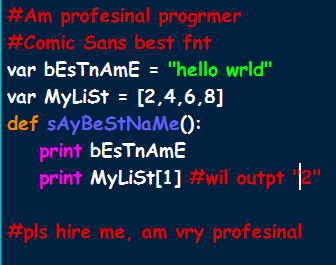 #Am profesinal progrmer
#Comic Sans best fnt
var bEsTnAmE = "hello wrld"
var MyLiSt = [2,4,6,8]
def sAyBeStNaMe():
print bEsTnAmE
print MyLiSt[1] #wil outpt "2"
#pls hire me, am vry profesinal